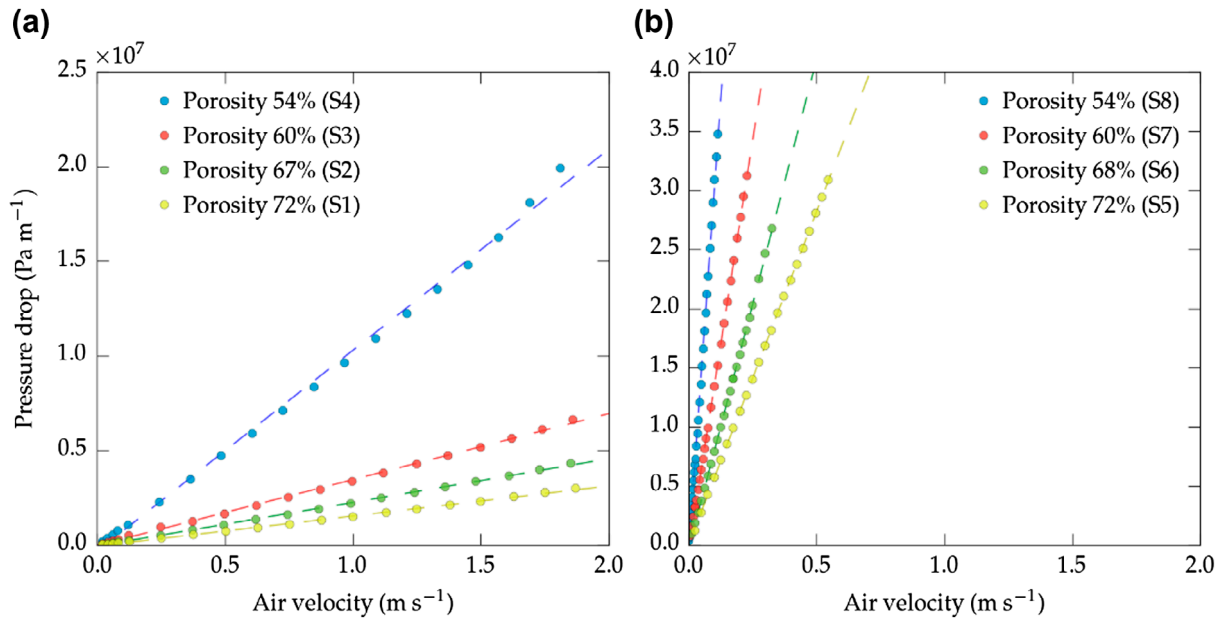 (a)
×10⁷
2.5
2.0
1.5
1.0
0.5
0.0
Pressure drop (Pa m⁻¹)
Porosity 54% (S4)
Porosity 60% (S3)
Porosity 67% (S2)
Porosity 72% (S1)
0.0 0.5 1.0 1.5 2.0
Air velocity (m s⁻¹)
(b)
×10⁷
4.0
3.5
3.0
2.5
2.0
1.5
1.0
0.5
0.0
Porosity 54% (S8)
Porosity 60% (S7)
Porosity 68% (S6)
Porosity 72% (S5)
0.0 0.5 1.0 1.5 2.0
Air velocity (m s⁻¹)